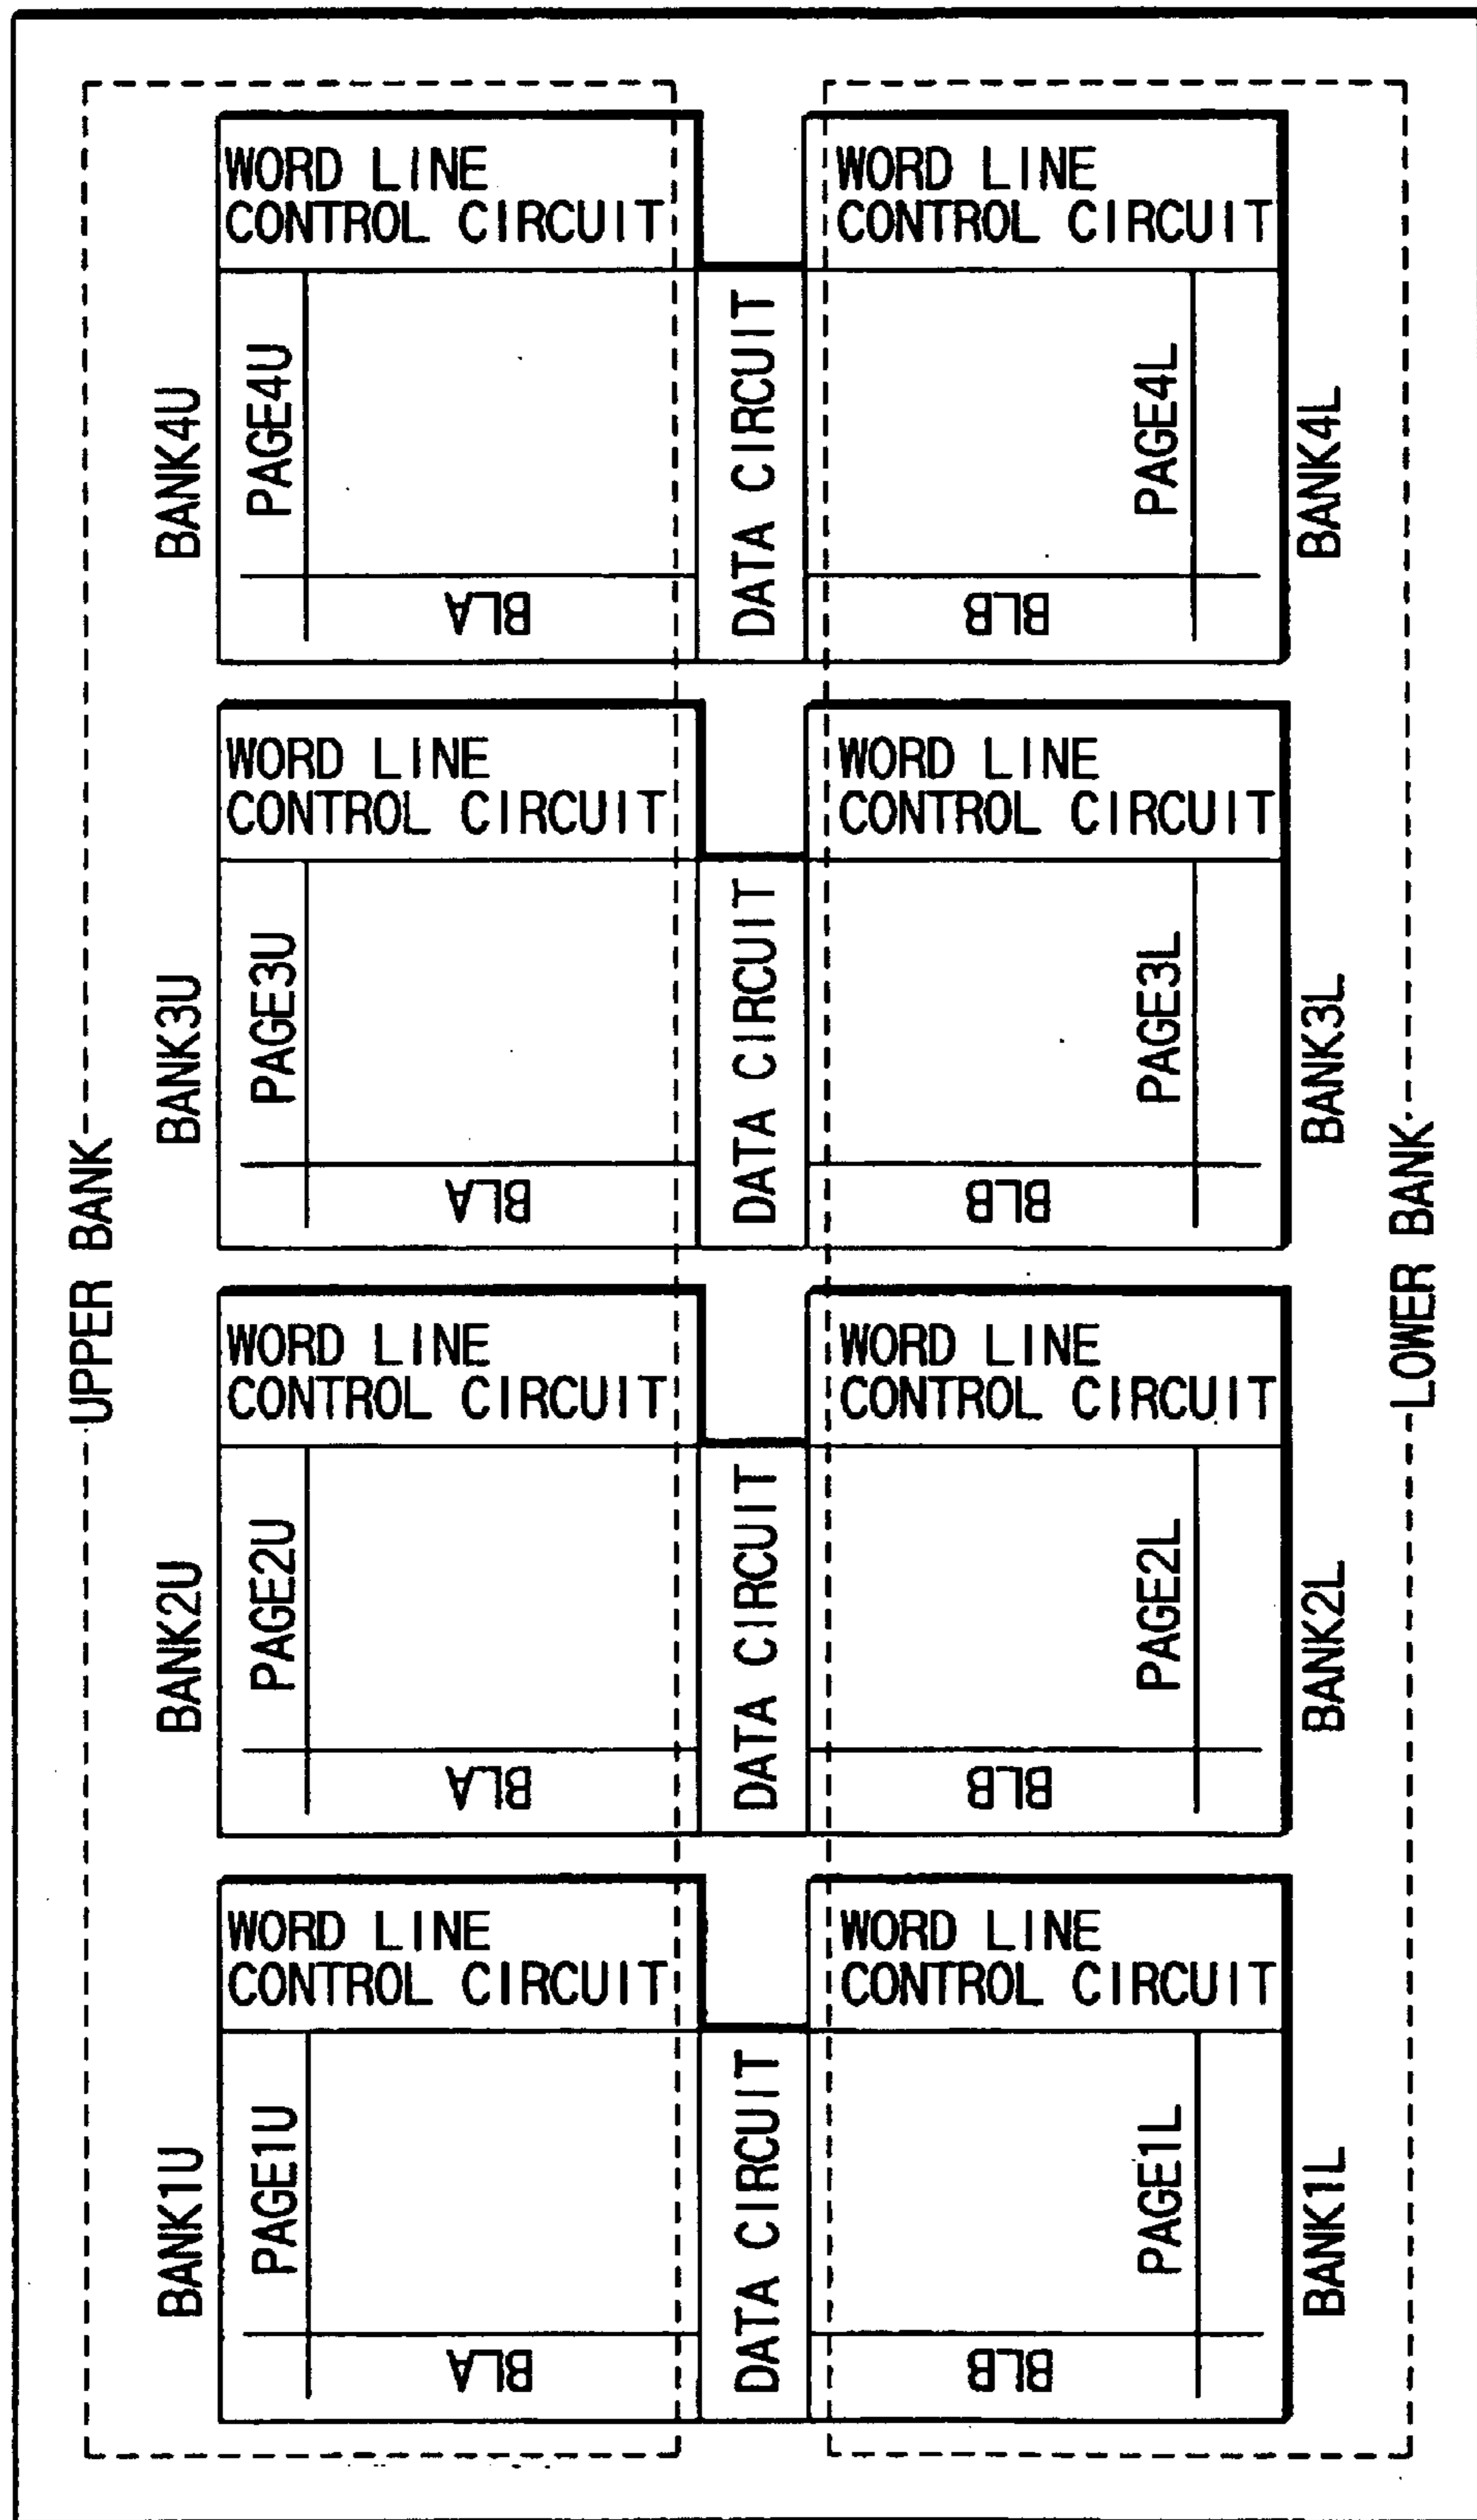 UPPER BANK
LOWER BANK
BANK4U
WORD LINE
CONTROL CIRCUIT
PAGE4U
BLA
DATA CIRCUIT
WORD LINE
CONTROL CIRCUIT
PAGE4L
BLB
BANK4L
BANK3U
WORD LINE
CONTROL CIRCUIT
PAGE3U
BLA
DATA CIRCUIT
WORD LINE
CONTROL CIRCUIT
PAGE3L
BLB
BANK3L
BANK2U
WORD LINE
CONTROL CIRCUIT
PAGE2U
BLA
DATA CIRCUIT
WORD LINE
CONTROL CIRCUIT
PAGE2L
BLB
BANK2L
BANK1U
WORD LINE
CONTROL CIRCUIT
PAGE1U
BLA
DATA CIRCUIT
WORD LINE
CONTROL CIRCUIT
PAGE1L
BLB
BANK1L